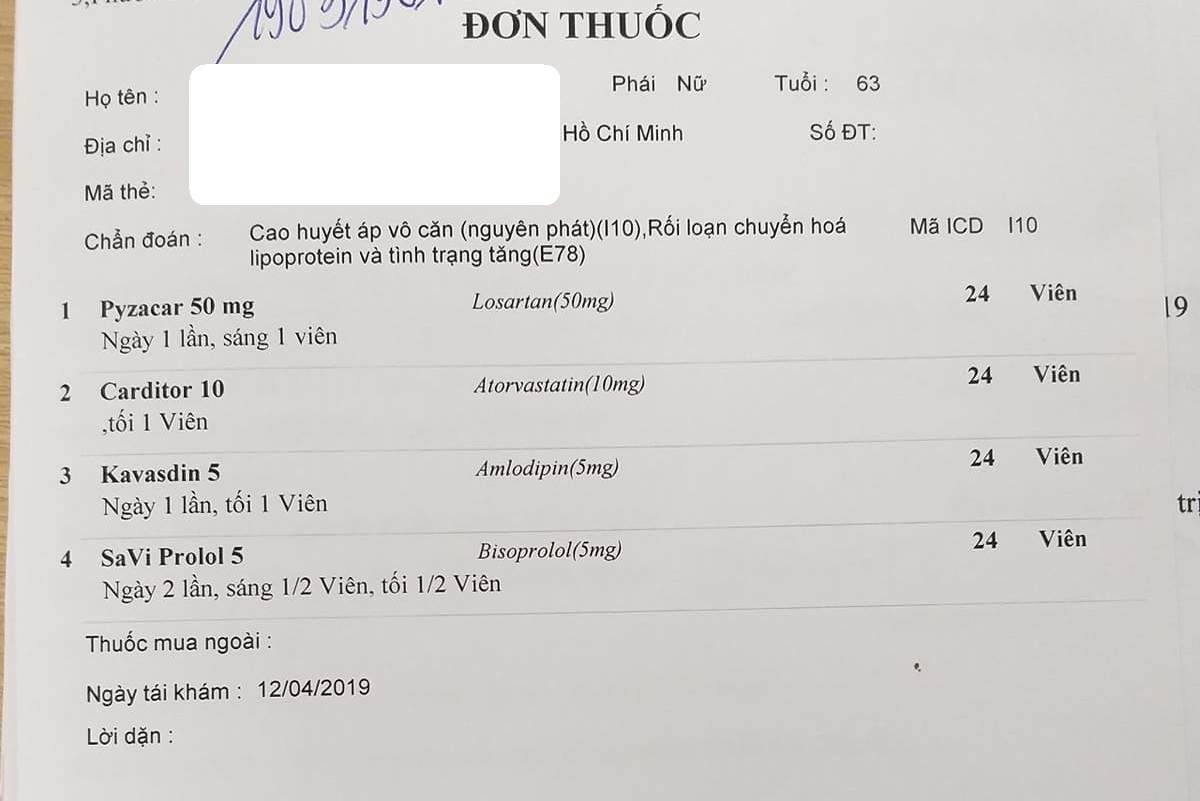 ĐƠN THUỐC
Họ tên : Phái Nữ Tuổi : 63
Địa chỉ : Hồ Chí Minh Số ĐT:
Mã thẻ:
Chẩn đoán : Cao huyết áp vô căn (nguyên phát)(I10),Rối loạn chuyển hoá Mã ICD I10
lipoprotein và tình trạng tăng(E78)
1 Pyzacar 50 mg Losartan(50mg) 24 Viên
Ngày 1 lần, sáng 1 viên
2 Carditor 10 Atorvastatin(10mg) 24 Viên
,tối 1 Viên
3 Kavasdin 5 Amlodipin(5mg) 24 Viên
Ngày 1 lần, tối 1 Viên
4 SaVi Prolol 5 Bisoprolol(5mg) 24 Viên
Ngày 2 lần, sáng 1/2 Viên, tối 1/2 Viên
Thuốc mua ngoài :
Ngày tái khám : 12/04/2019
Lời dặn :
19